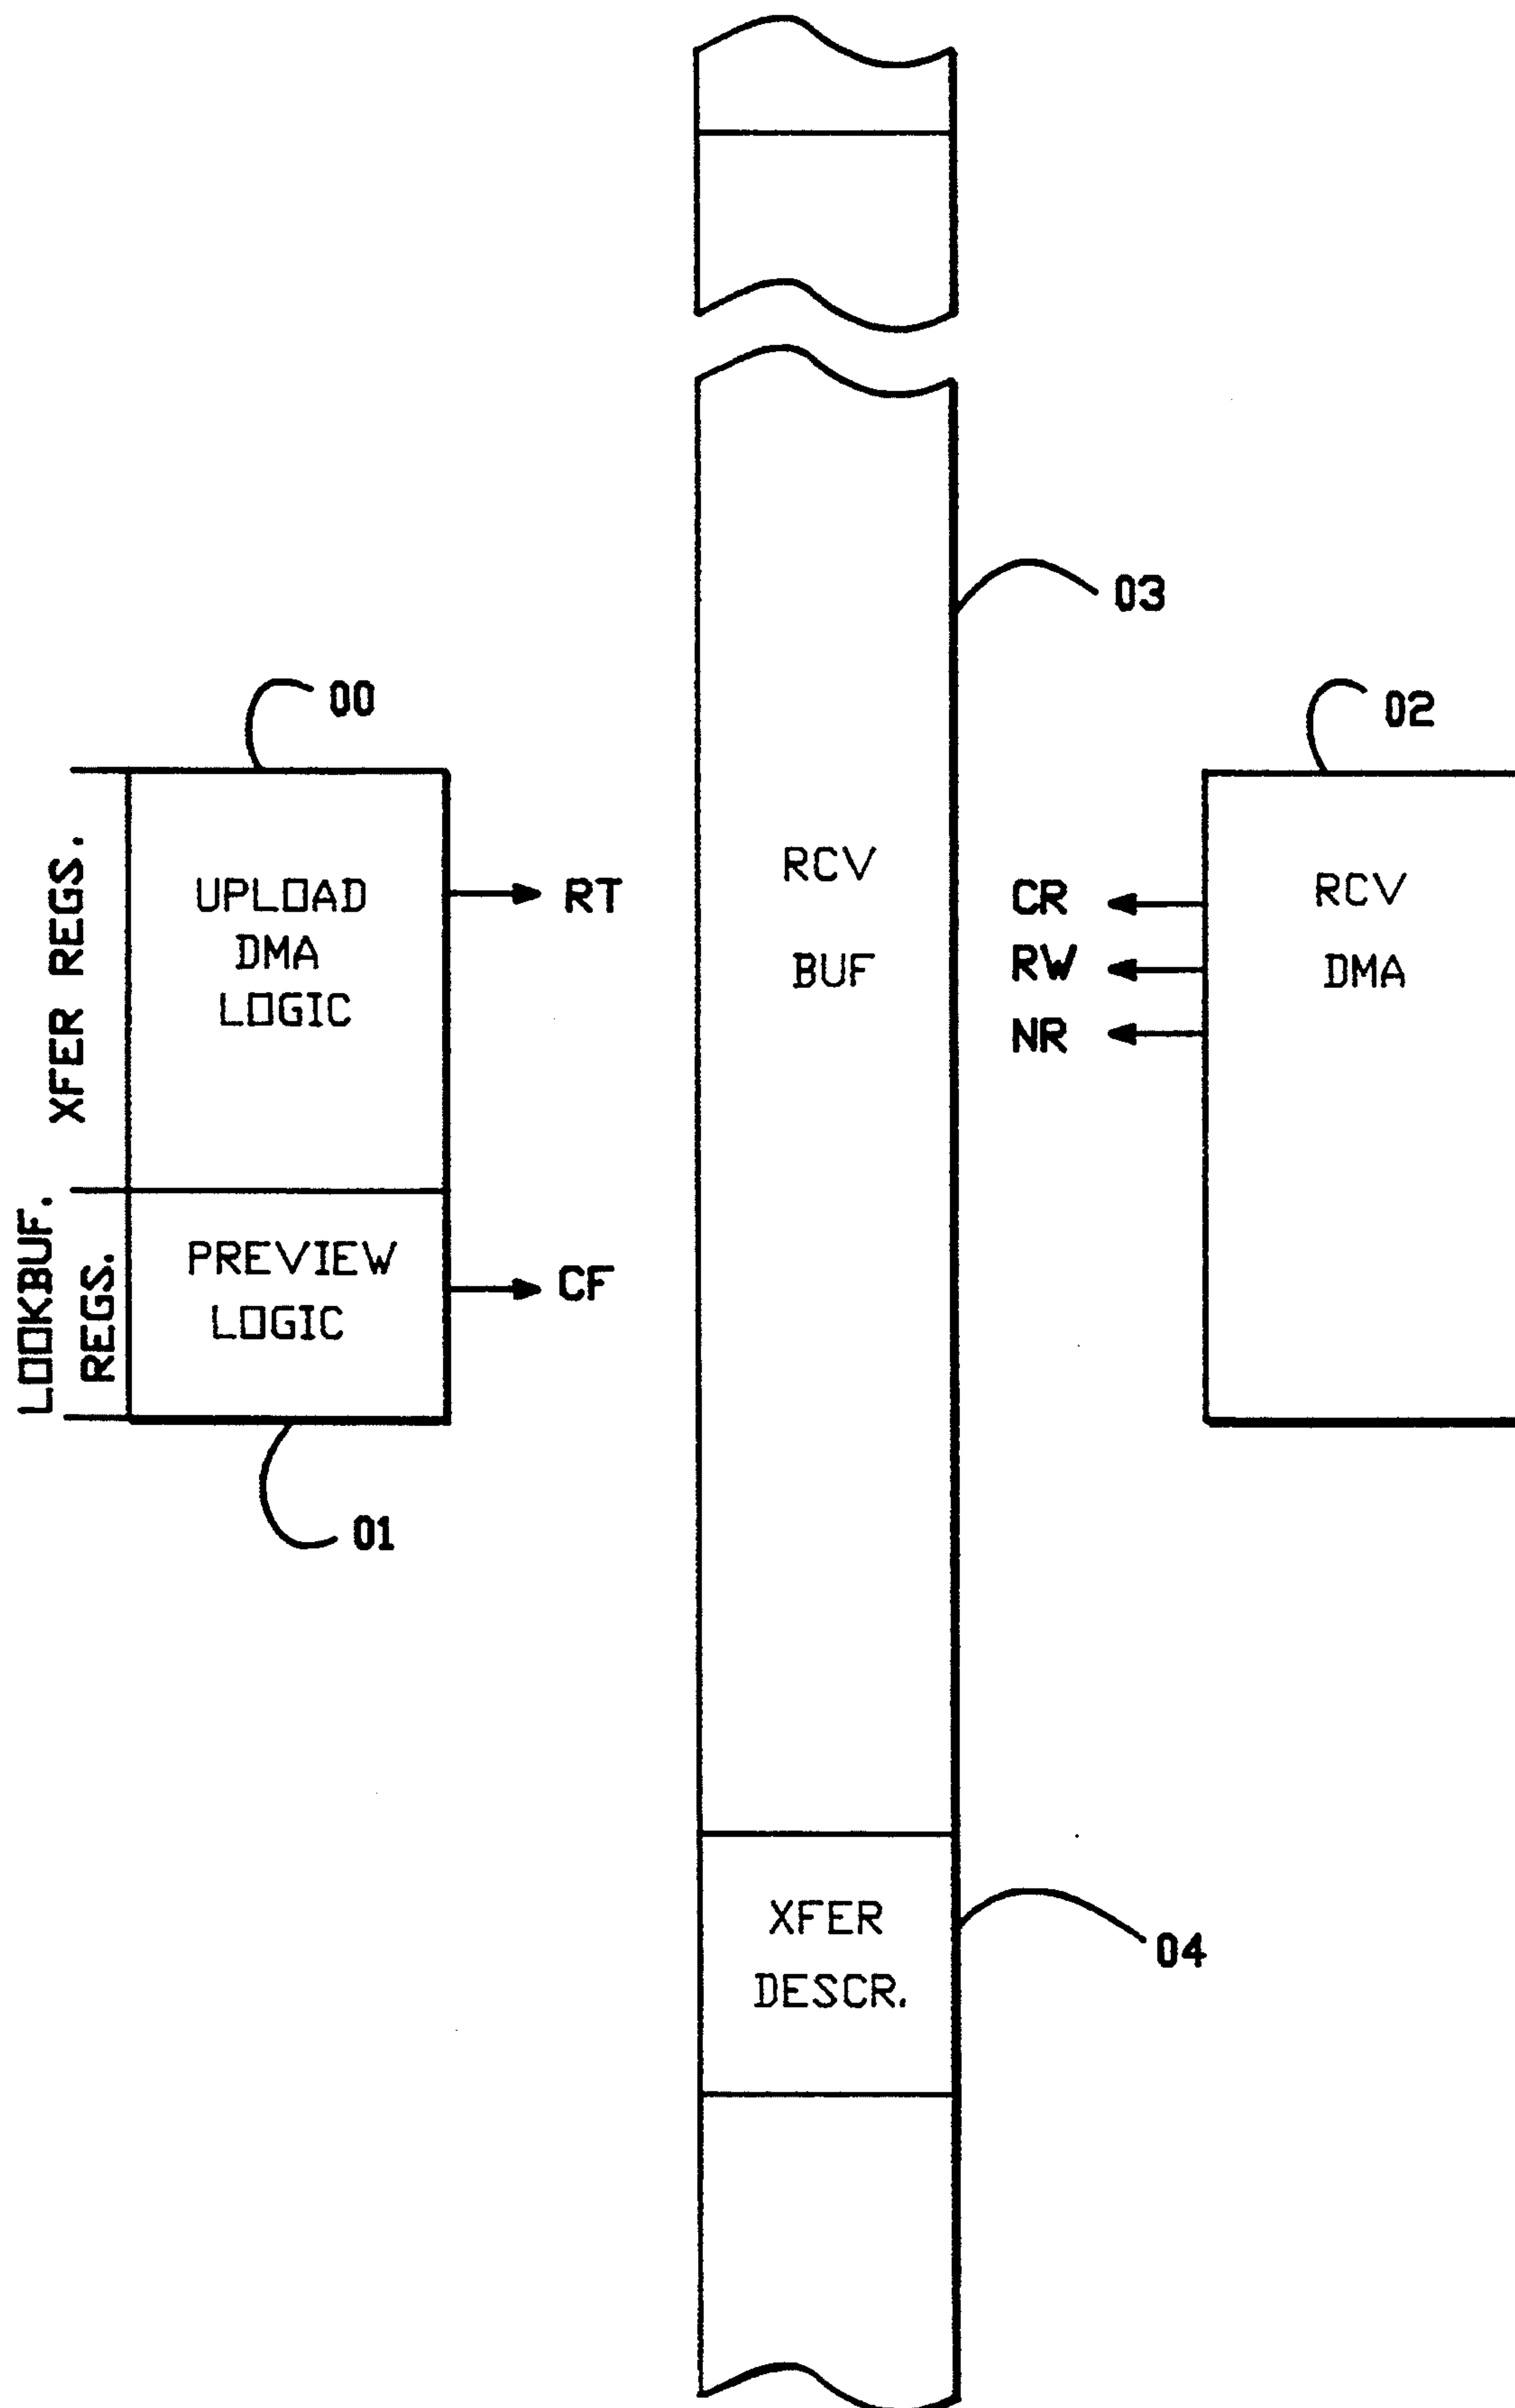 03
00
02
XFER REGS.
UPLOAD
DMA
LOGIC
RT
RCV
BUF
CR
RW
NR
RCV
DMA
LOOKBUF.
REGS.
PREVIEW
LOGIC
CF
01
XFER
DESCR.
04